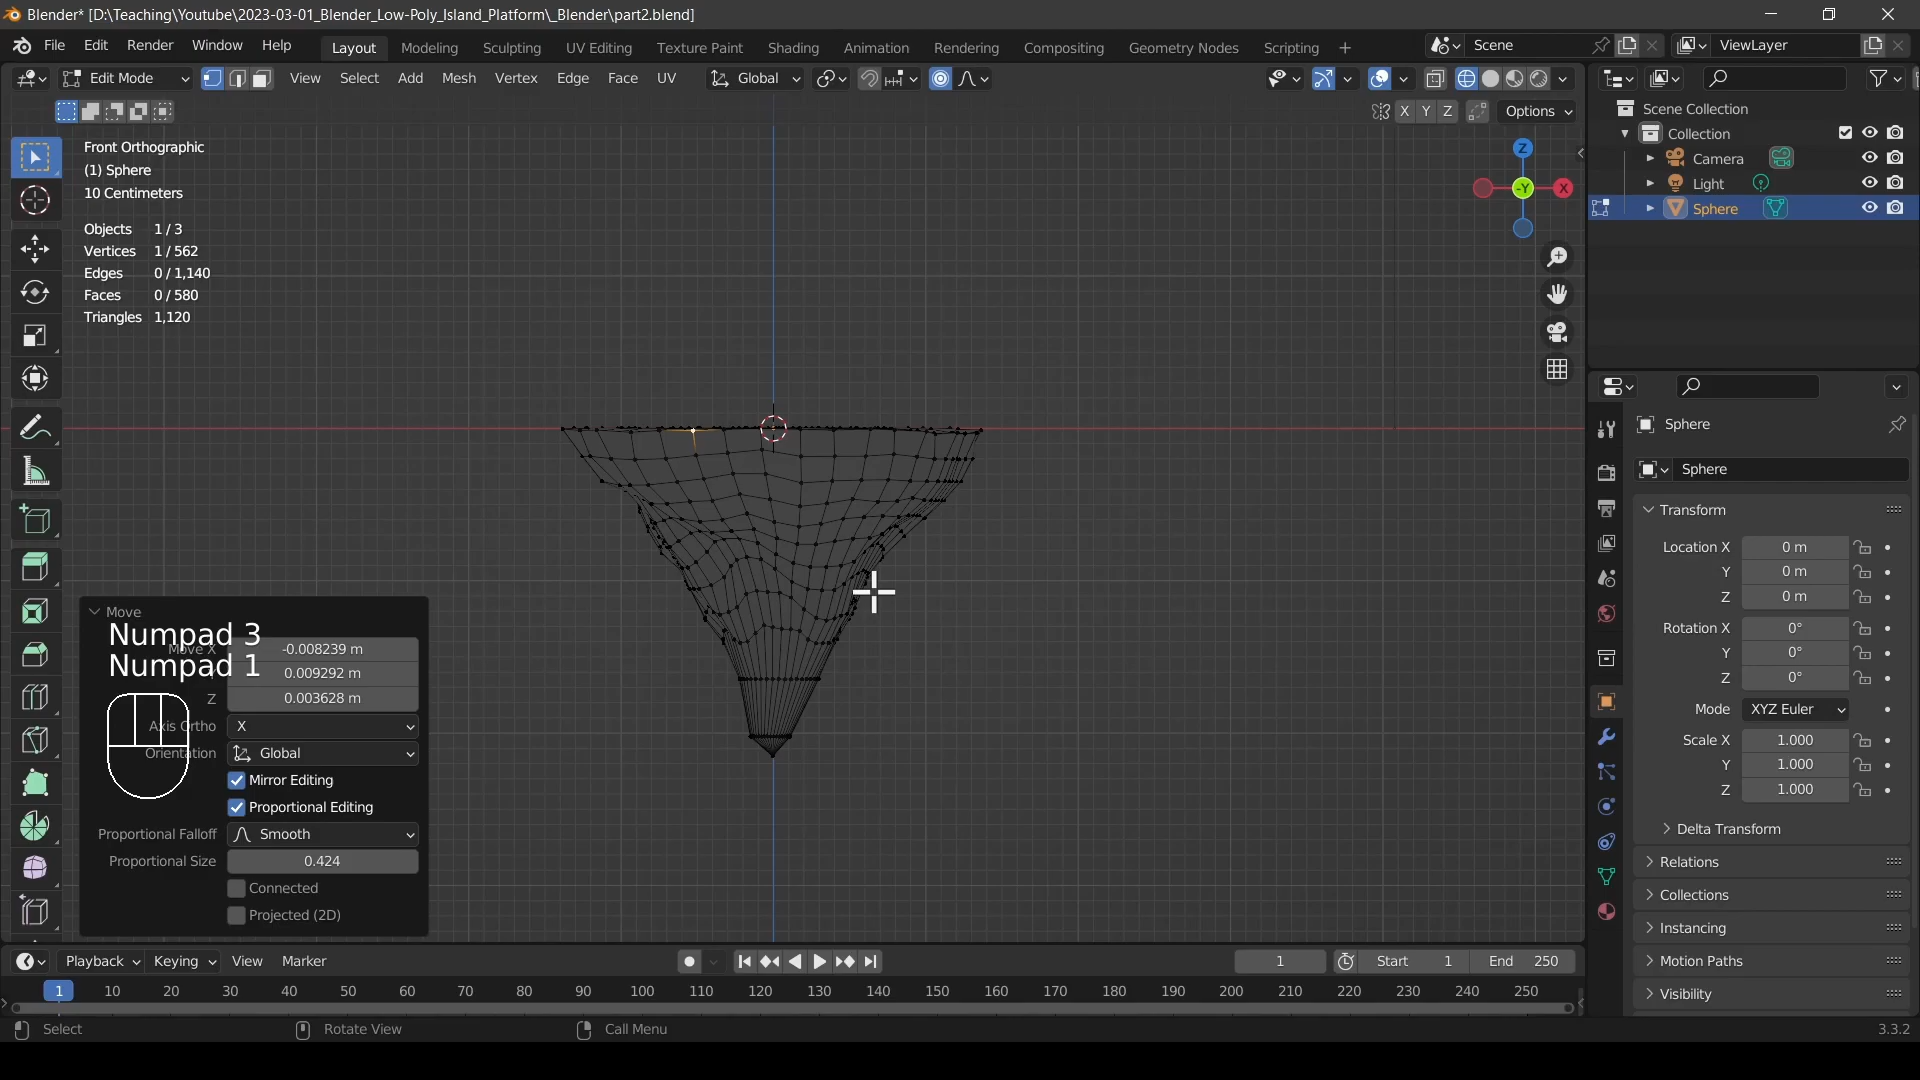 Blender* [D:\Teaching\Youtube\2023-03-01_Blender_Low-Poly_Island_Platform\_Blender\part2.blend]
File Edit Render Window Help Layout Modeling Sculpting UV Editing Texture Paint Shading Animation Rendering Compositing Geometry Nodes Scripting + Scene ViewLayer
Edit Mode View Select Add Mesh Vertex Edge Face UV Global
X Y Z Options
Scene Collection
Collection
Camera
Light
Sphere
Front Orthographic
(1) Sphere
10 Centimeters
Objects 1/3
Vertices 1/562
Edges 0/1,140
Faces 0/580
Triangles 1,120
Z
-Y
X
Move
Numpad 3
Numpad 1
Move X -0.008239 m
0.009292 m
Z 0.003628 m
Axis Ortho X
Orientation Global
Mirror Editing
Proportional Editing
Proportional Falloff Smooth
Proportional Size 0.424
Connected
Projected (2D)
Sphere
Sphere
Transform
Location X 0 m
Y 0 m
Z 0 m
Rotation X 0°
Y 0°
Z 0°
Mode XYZ Euler
Scale X 1.000
Y 1.000
Z 1.000
Delta Transform
Relations
Collections
Instancing
Motion Paths
Visibility
Playback Keying View Marker 1 Start 1 End 250
1 10 20 30 40 50 60 70 80 90 100 110 120 130 140 150 160 170 180 190 200 210 220 230 240 250
Select Rotate View Call Menu 3.3.2